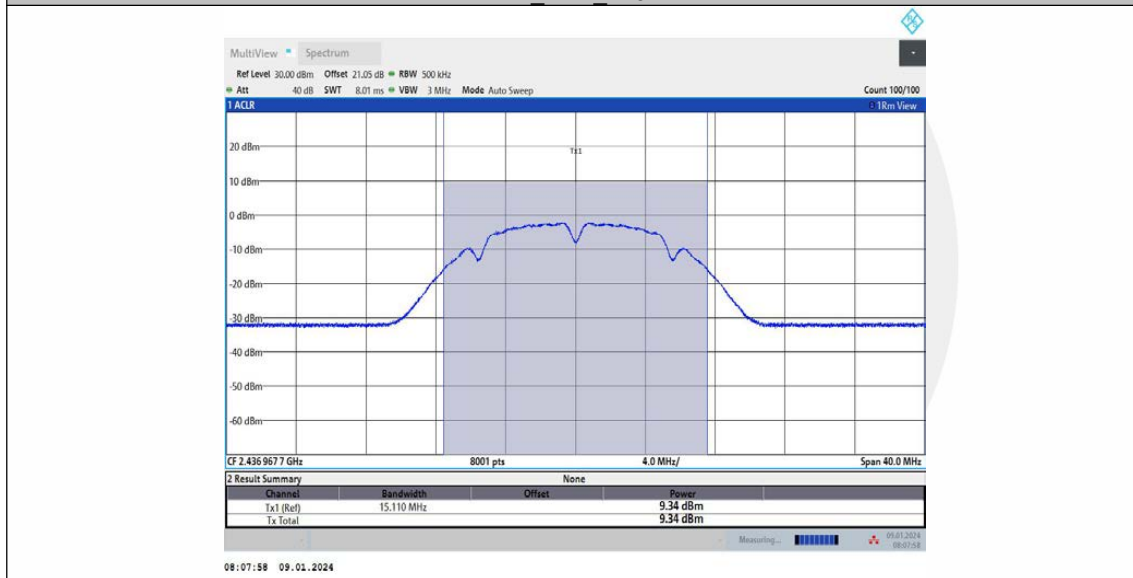 MultiView Spectrum
Ref Level 30.00 dBm Offset 21.05 dB RBW 500 kHz
Att 40 dB SWT 8.01 ms VBW 3 MHz Mode Auto Sweep Count 100/100
1 ACLR 1Rm View
Tx1
20 dBm
10 dBm
0 dBm
-10 dBm
-20 dBm
-30 dBm
-40 dBm
-50 dBm
-60 dBm
CF 2.436 967 7 GHz 8001 pts 4.0 MHz/ Span 40.0 MHz
2 Result Summary None
Channel Bandwidth Offset Power
Tx1 (Ref) 15.110 MHz 9.34 dBm
Tx Total 9.34 dBm
Measuring... 09.01.2024
08:07:58
08:07:58 09.01.2024